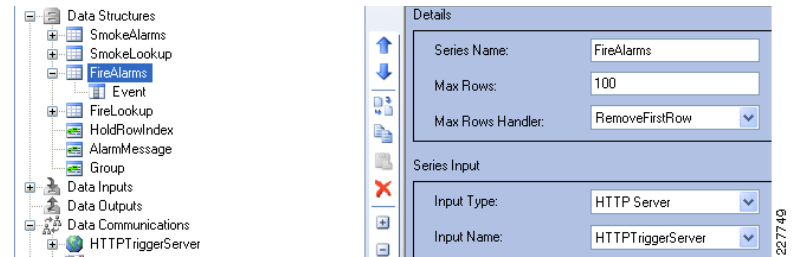 Data Structures
SmokeAlarms
SmokeLookup
FireAlarms
Event
FireLookup
HoldRowIndex
AlarmMessage
Group
Data Inputs
Data Outputs
Data Communications
HTTPTriggerServer
Details
Series Name: FireAlarms
Max Rows: 100
Max Rows Handler: RemoveFirstRow
Series Input
Input Type: HTTP Server
Input Name: HTTPTriggerServer
227749